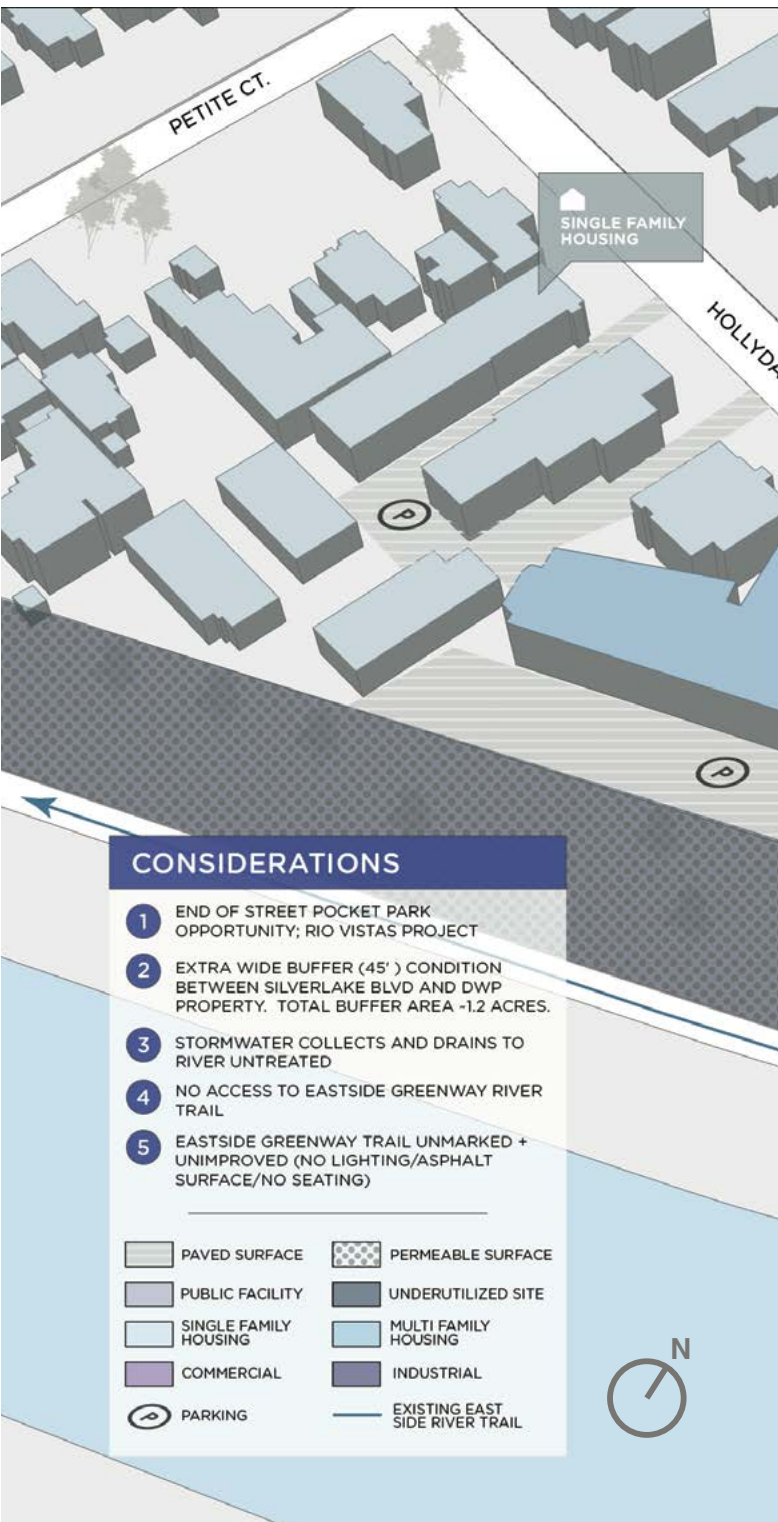 PETITE CT.
SINGLE FAMILY
HOUSING
HOLLYDA
P
P
CONSIDERATIONS
1 END OF STREET POCKET PARK
OPPORTUNITY; RIO VISTAS PROJECT
2 EXTRA WIDE BUFFER (45' ) CONDITION
BETWEEN SILVERLAKE BLVD AND DWP
PROPERTY. TOTAL BUFFER AREA ~1.2 ACRES.
3 STORMWATER COLLECTS AND DRAINS TO
RIVER UNTREATED
4 NO ACCESS TO EASTSIDE GREENWAY RIVER
TRAIL
5 EASTSIDE GREENWAY TRAIL UNMARKED +
UNIMPROVED (NO LIGHTING/ASPHALT
SURFACE/NO SEATING)
PAVED SURFACE
PERMEABLE SURFACE
PUBLIC FACILITY
UNDERUTILIZED SITE
SINGLE FAMILY
HOUSING
MULTI FAMILY
HOUSING
COMMERCIAL
INDUSTRIAL
P PARKING
EXISTING EAST
SIDE RIVER TRAIL
N